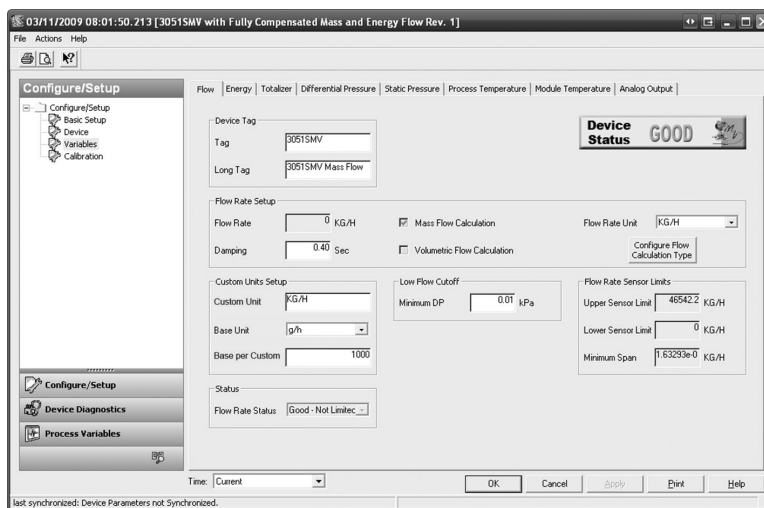 03/11/2009 08:01:50.213 [3051SMV with Fully Compensated Mass and Energy Flow Rev. 1]
File Actions Help
Configure/Setup
Configure/Setup
Basic Setup
Device
Variables
Calibration
Configure/Setup
Device Diagnostics
Process Variables
Flow Energy Totalizer Differential Pressure Static Pressure Process Temperature Module Temperature Analog Output
Device Tag
Tag 3051SMV
Long Tag 3051SMV Mass Flow
Device Status GOOD
Flow Rate Setup
Flow Rate 0 KG/H
Mass Flow Calculation
Flow Rate Unit KG/H
Damping 0.40 Sec
Volumetric Flow Calculation
Configure Flow
Calculation Type
Custom Units Setup
Custom Unit KG/H
Base Unit g/h
Base per Custom 1000
Low Flow Cutoff
Minimum DP 0.01 kPa
Flow Rate Sensor Limits
Upper Sensor Limit 46542.2 KG/H
Lower Sensor Limit 0 KG/H
Minimum Span 1.63293e-0 KG/H
Status
Flow Rate Status Good - Not Limitec
Time: Current
OK Cancel Apply Print Help
last synchronized: Device Parameters not Synchronized.